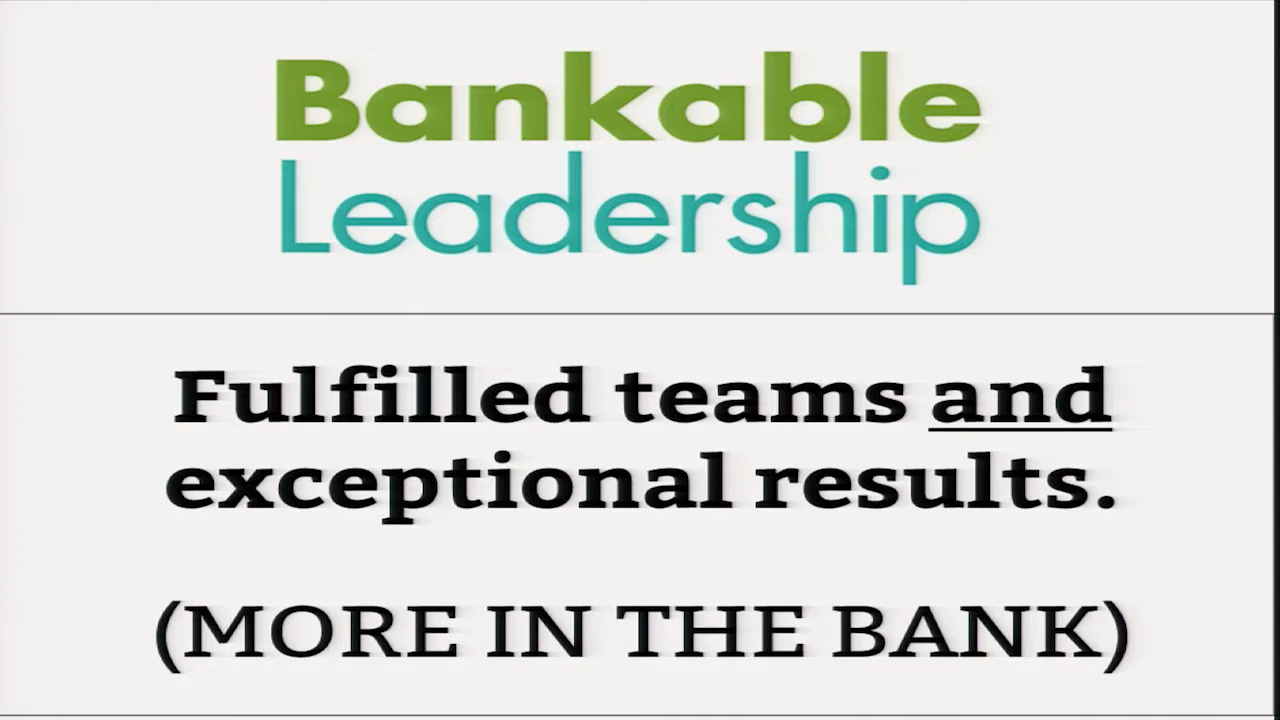 Bankable
Leadership
Fulfilled teams and
exceptional results.
(MORE IN THE BANK)